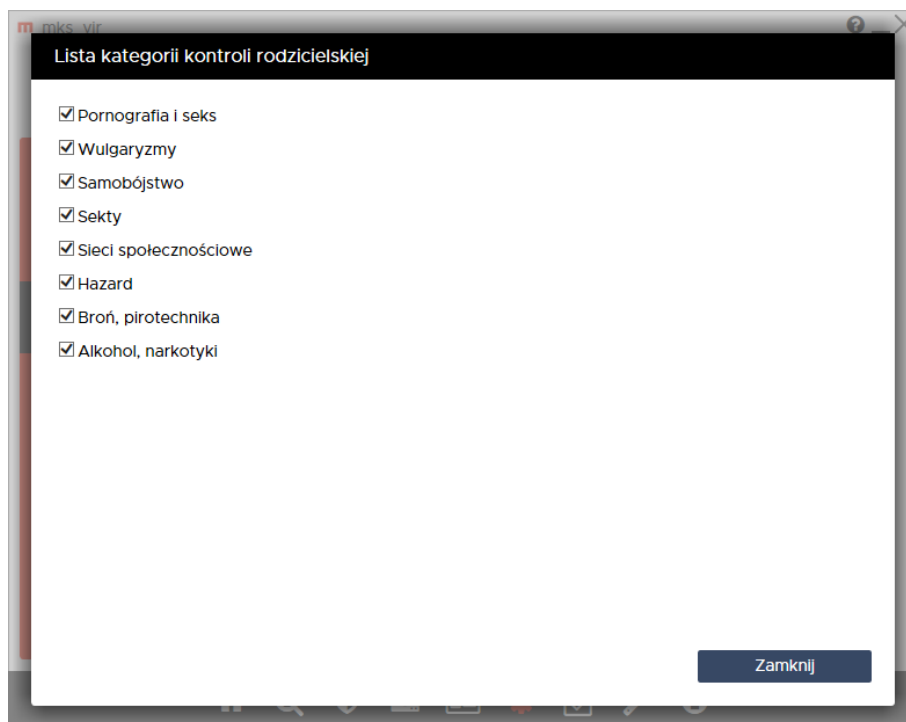 mks_vir
Lista kategorii kontroli rodzicielskiej
Pornografia i seks
Wulgaryzmy
Samobójstwo
Sekty
Sieci społecznościowe
Hazard
Broń, pirotechnika
Alkohol, narkotyki
Zamknij